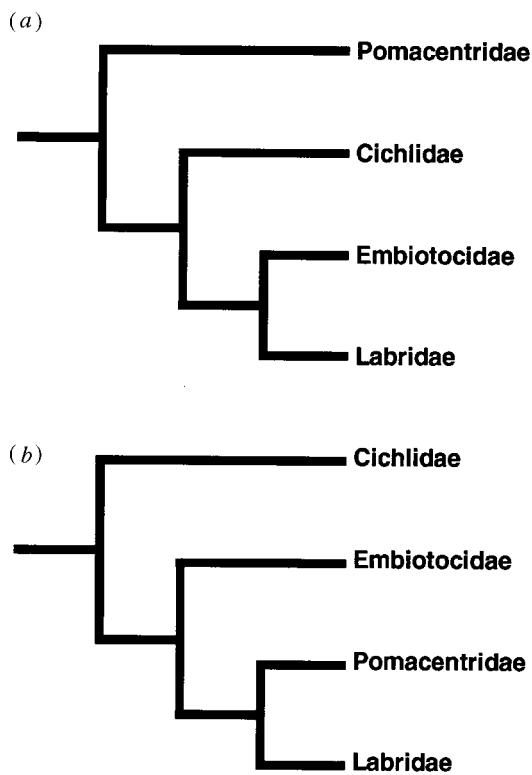 (a)
Pomacentridae
Cichlidae
Embiotocidae
Labridae
(b)
Cichlidae
Embiotocidae
Pomacentridae
Labridae